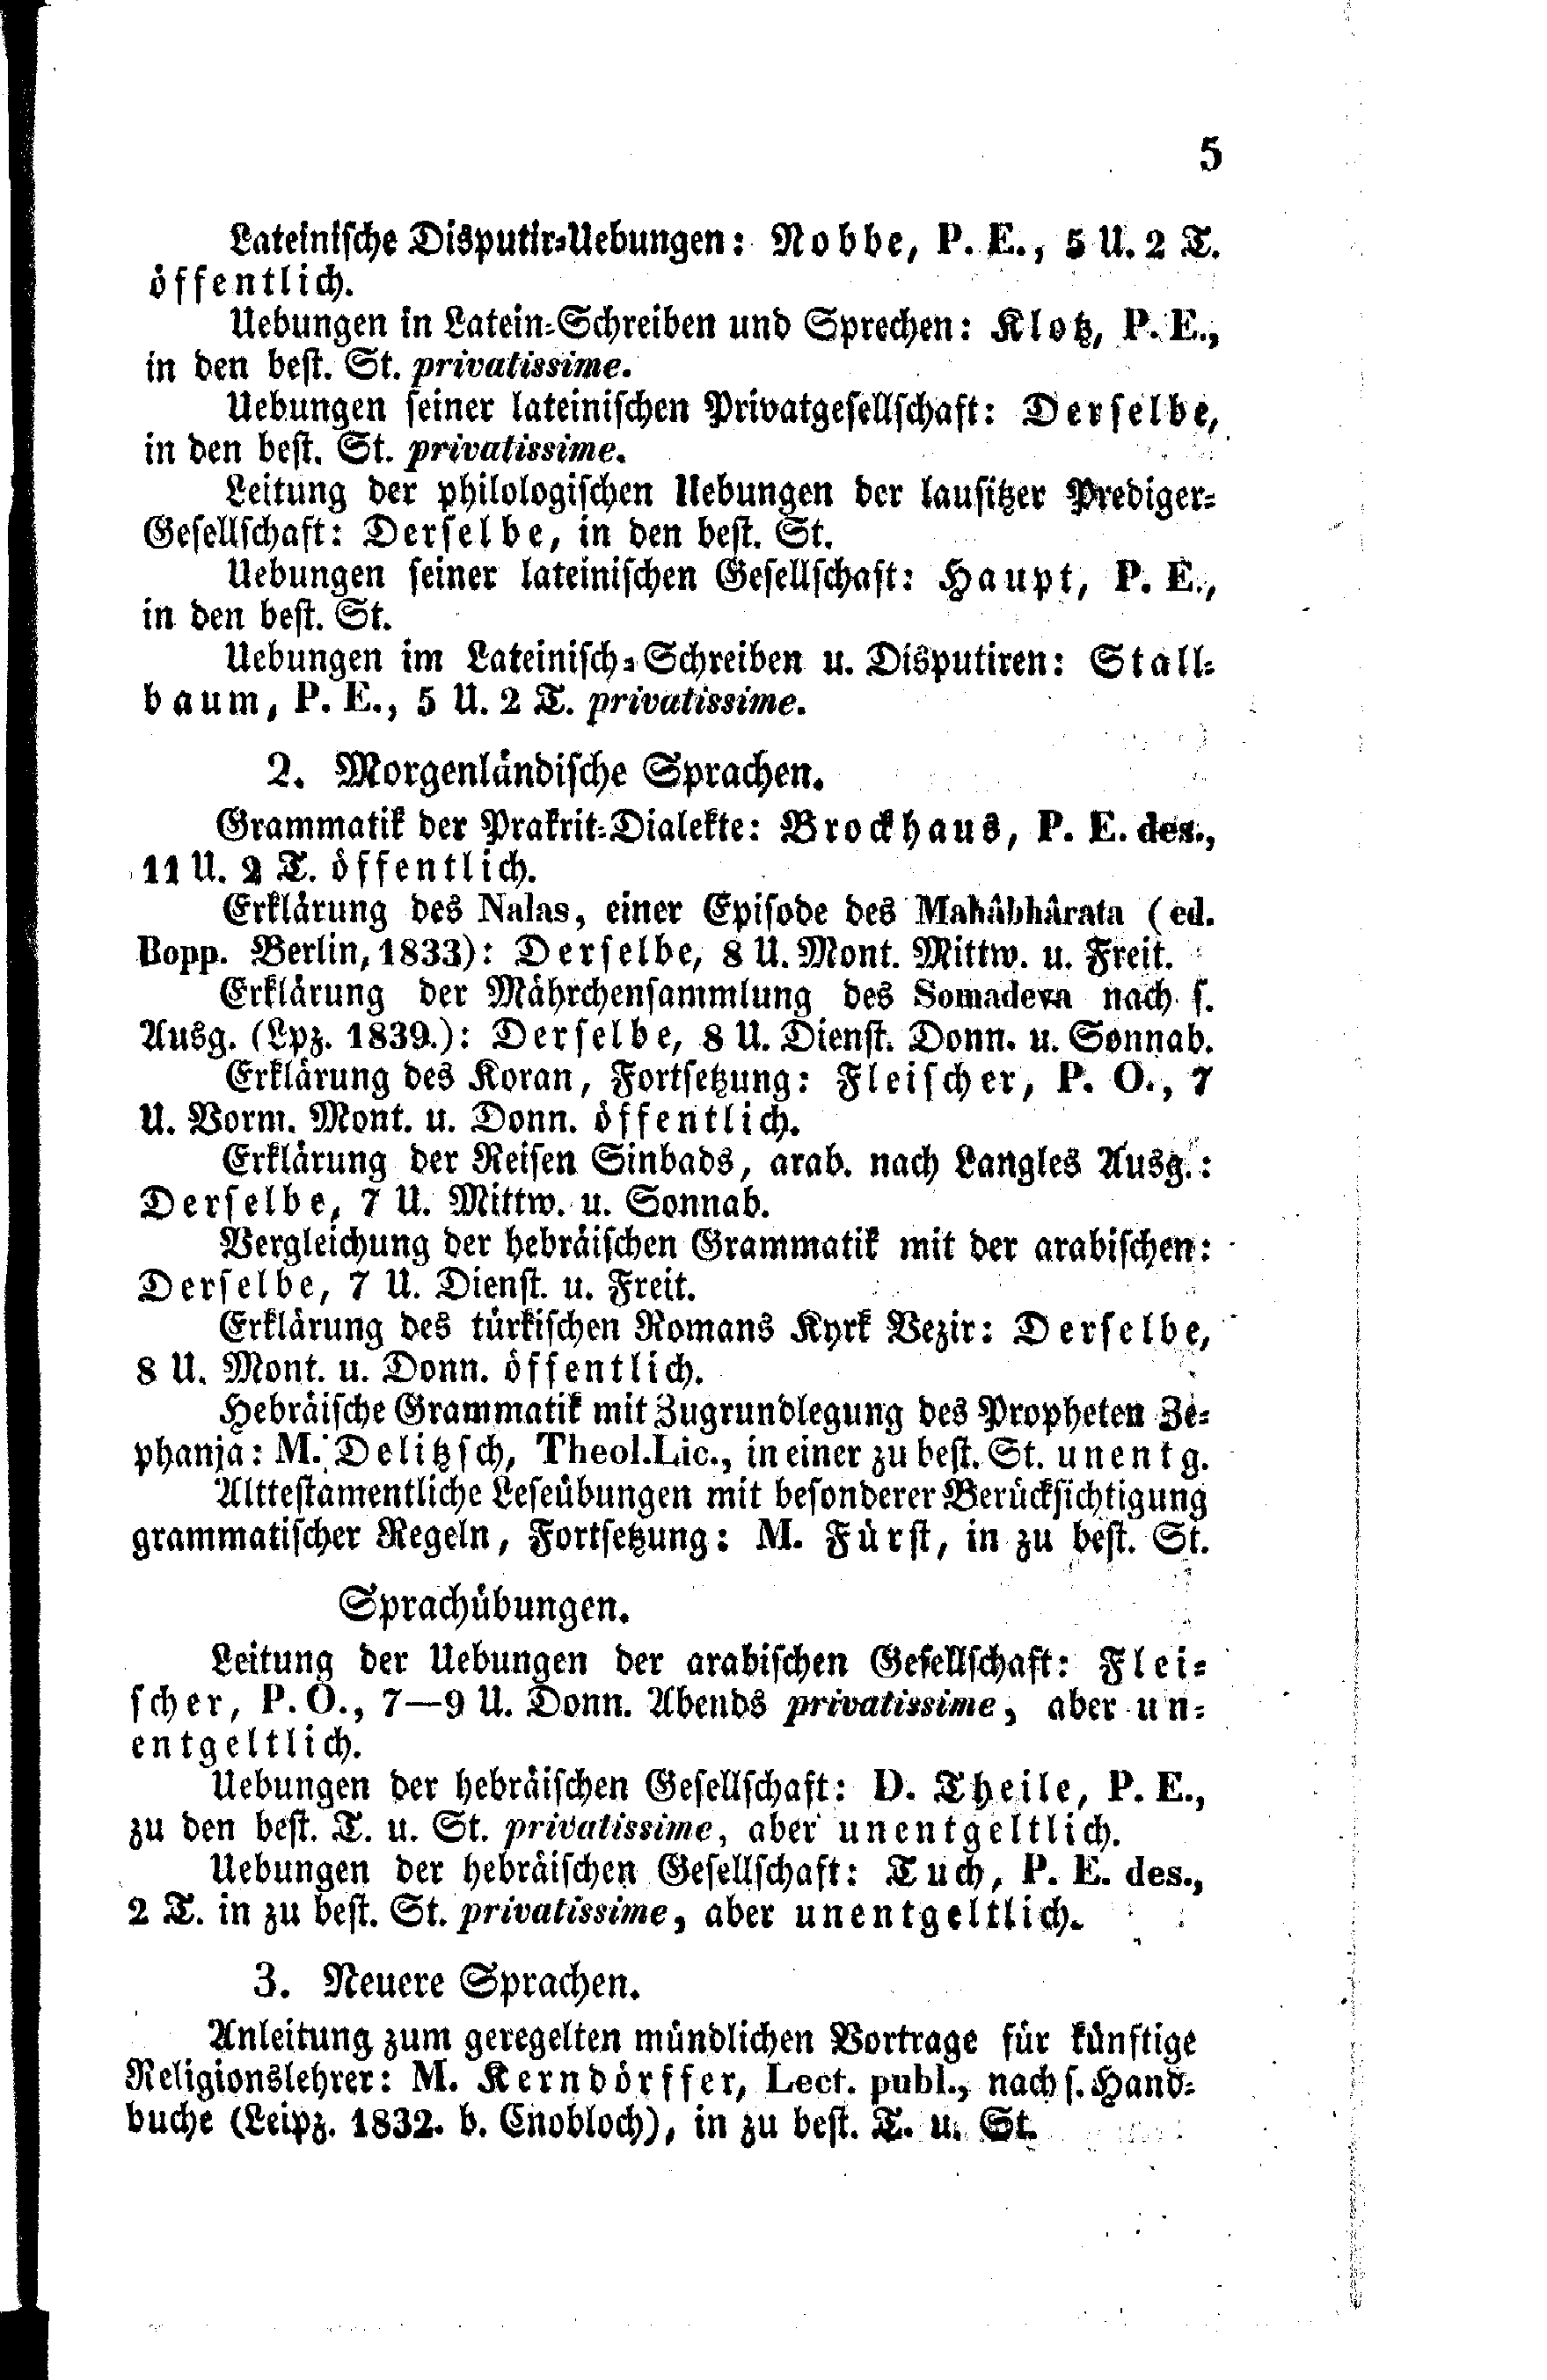 5
Lateinische Disputir-Uebungen: Nobbe, P. E., 5 U. 2 T.
öffentlich.
Uebungen in Latein-Schreiben und Sprechen: Klotz, P. E.,
in den best. St. privatissime.
Uebungen seiner lateinischen Privatgesellschaft: Derselbe,
in den best. St. privatissime.
Leitung der philologischen Uebungen der lausitzer Prediger-
Gesellschaft: Derselbe, in den best. St.
Uebungen seiner lateinischen Gesellschaft: Haupt, P. E.,
in den best. St.
Uebungen im Lateinisch-Schreiben u. Disputiren: Stall-
baum, P. E., 5 U. 2 T. privatissime.
2. Morgenländische Sprachen.
Grammatik der Prakrit-Dialekte: Brockhaus, P. E. des.,
11 U. 2 T. öffentlich.
Erklärung des Nalas, einer Episode des Mahâbhârata (ed.
Bopp. Berlin, 1833): Derselbe, 8 U. Mont. Mittw. u. Freit.
Erklärung der Mährchensammlung des Somadeva nach s.
Ausg. (Lpz. 1839.): Derselbe, 8 U. Dienst. Donn. u. Sonnab.
Erklärung des Koran, Fortsetzung: Fleischer, P. O., 7
U. Vorm. Mont. u. Donn. öffentlich.
Erklärung der Reisen Sinbads, arab. nach Langles Ausg.:
Derselbe, 7 U. Mittw. u. Sonnab.
Vergleichung der hebräischen Grammatik mit der arabischen:
Derselbe, 7 U. Dienst. u. Freit.
Erklärung des türkischen Romans Kyrk Vezir: Derselbe,
8 U. Mont. u. Donn. öffentlich.
Hebräische Grammatik mit Zugrundlegung des Propheten Ze-
phanja: M. Delitzsch, Theol. Lic., in einer zu best. St. unentg.
Alttestamentliche Leseübungen mit besonderer Berücksichtigung
grammatischer Regeln, Fortsetzung: M. Fürst, in zu best. St.
Sprachübungen.
Leitung der Uebungen der arabischen Gesellschaft: Flei-
scher, P. O., 7—9 U. Donn. Abends privatissime, aber un-
entgeltlich.
Uebungen der hebräischen Gesellschaft: D. Theile, P. E.,
zu den best. T. u. St. privatissime, aber unentgeltlich.
Uebungen der hebräischen Gesellschaft: Tuch, P. E. des.,
2 T. in zu best. St. privatissime, aber unentgeltlich.
3. Neuere Sprachen.
Anleitung zum geregelten mündlichen Vortrage für künftige
Religionslehrer: M. Kerndörffer, Lect. publ., nach s. Hand-
buche (Leipz. 1832. b. Cnobloch), in zu best. T. u. St.